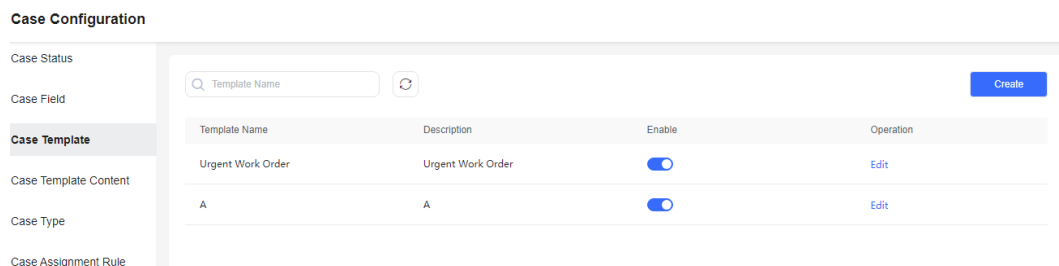 Case Configuration
Case Status
Case Field
Case Template
Case Template Content
Case Type
Case Assignment Rule
Template Name
Create
Template Name Description Enable Operation
Urgent Work Order Urgent Work Order Edit
A A Edit